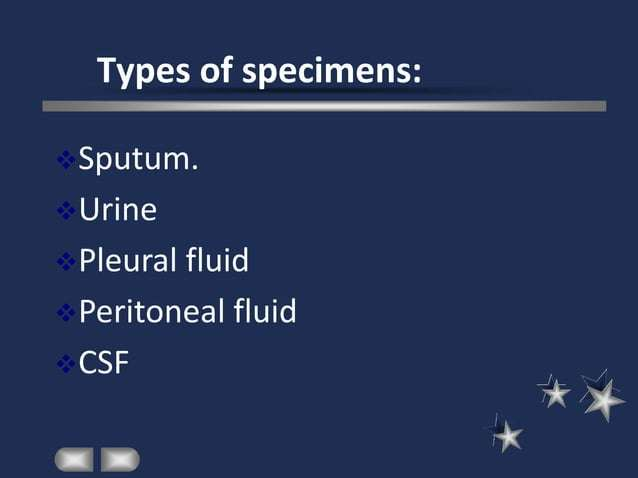 Types of specimens:
Sputum.
Urine
Pleural fluid
Peritoneal fluid
CSF